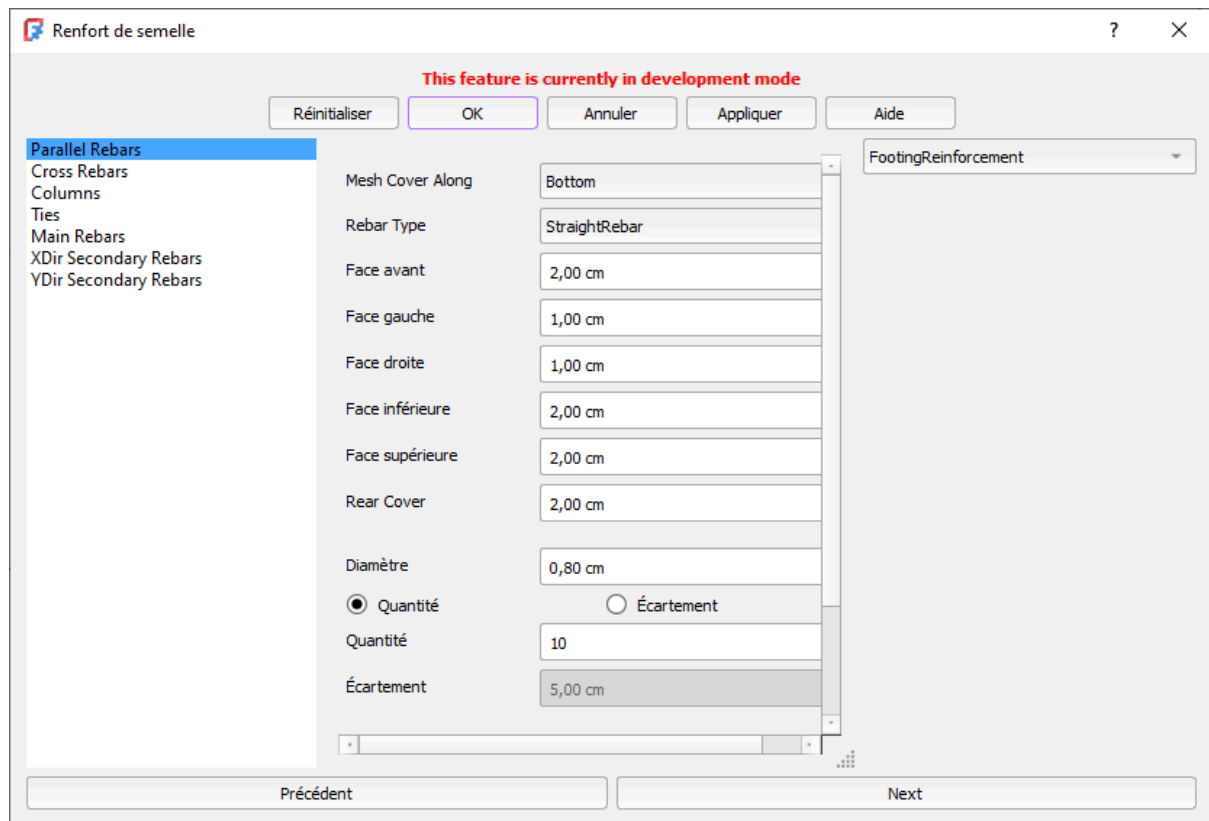 Renfort de semelle ?
This feature is currently in development mode
Réinitialiser OK Annuler Appliquer Aide
Parallel Rebars
Cross Rebars
Columns
Ties
Main Rebars
XDir Secondary Rebars
YDir Secondary Rebars
Mesh Cover Along Bottom
Rebar Type StraightRebar
Face avant 2,00 cm
Face gauche 1,00 cm
Face droite 1,00 cm
Face inférieure 2,00 cm
Face supérieure 2,00 cm
Rear Cover 2,00 cm
Diamètre 0,80 cm
Quantité Écartement
Quantité 10
Écartement 5,00 cm
FootingReinforcement
Précédent Next